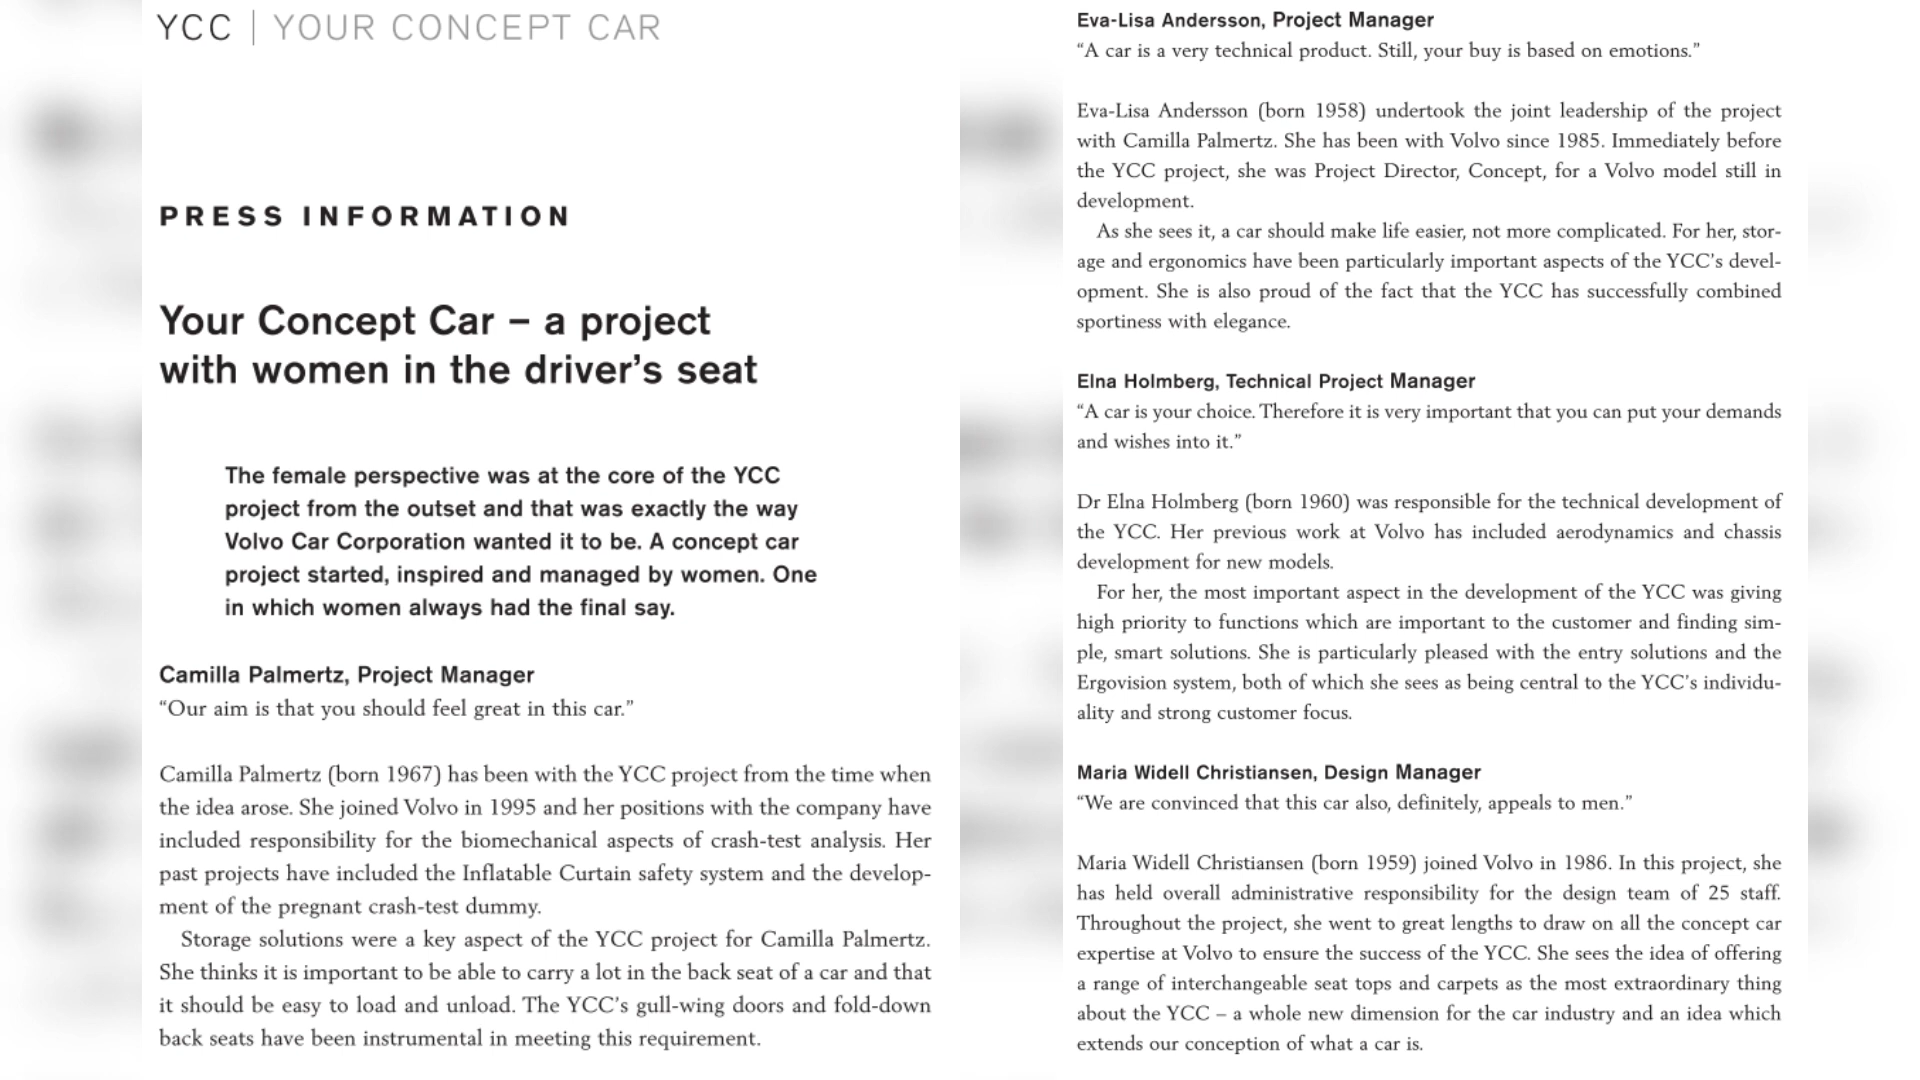 YCC | YOUR CONCEPT CAR
PRESS INFORMATION
Your Concept Car – a project
with women in the driver’s seat
The female perspective was at the core of the YCC
project from the outset and that was exactly the way
Volvo Car Corporation wanted it to be. A concept car
project started, inspired and managed by women. One
in which women always had the final say.
Camilla Palmertz, Project Manager
“Our aim is that you should feel great in this car.”
Camilla Palmertz (born 1967) has been with the YCC project from the time when
the idea arose. She joined Volvo in 1995 and her positions with the company have
included responsibility for the biomechanical aspects of crash-test analysis. Her
past projects have included the Inflatable Curtain safety system and the develop-
ment of the pregnant crash-test dummy.
Storage solutions were a key aspect of the YCC project for Camilla Palmertz.
She thinks it is important to be able to carry a lot in the back seat of a car and that
it should be easy to load and unload. The YCC’s gull-wing doors and fold-down
back seats have been instrumental in meeting this requirement.
Eva-Lisa Andersson, Project Manager
“A car is a very technical product. Still, your buy is based on emotions.”
Eva-Lisa Andersson (born 1958) undertook the joint leadership of the project
with Camilla Palmertz. She has been with Volvo since 1985. Immediately before
the YCC project, she was Project Director, Concept, for a Volvo model still in
development.
As she sees it, a car should make life easier, not more complicated. For her, stor-
age and ergonomics have been particularly important aspects of the YCC’s devel-
opment. She is also proud of the fact that the YCC has successfully combined
sportiness with elegance.
Elna Holmberg, Technical Project Manager
“A car is your choice. Therefore it is very important that you can put your demands
and wishes into it.”
Dr Elna Holmberg (born 1960) was responsible for the technical development of
the YCC. Her previous work at Volvo has included aerodynamics and chassis
development for new models.
For her, the most important aspect in the development of the YCC was giving
high priority to functions which are important to the customer and finding sim-
ple, smart solutions. She is particularly pleased with the entry solutions and the
Ergovision system, both of which she sees as being central to the YCC’s individu-
ality and strong customer focus.
Maria Widell Christiansen, Design Manager
“We are convinced that this car also, definitely, appeals to men.”
Maria Widell Christiansen (born 1959) joined Volvo in 1986. In this project, she
has held overall administrative responsibility for the design team of 25 staff.
Throughout the project, she went to great lengths to draw on all the concept car
expertise at Volvo to ensure the success of the YCC. She sees the idea of offering
a range of interchangeable seat tops and carpets as the most extraordinary thing
about the YCC – a whole new dimension for the car industry and an idea which
extends our conception of what a car is.